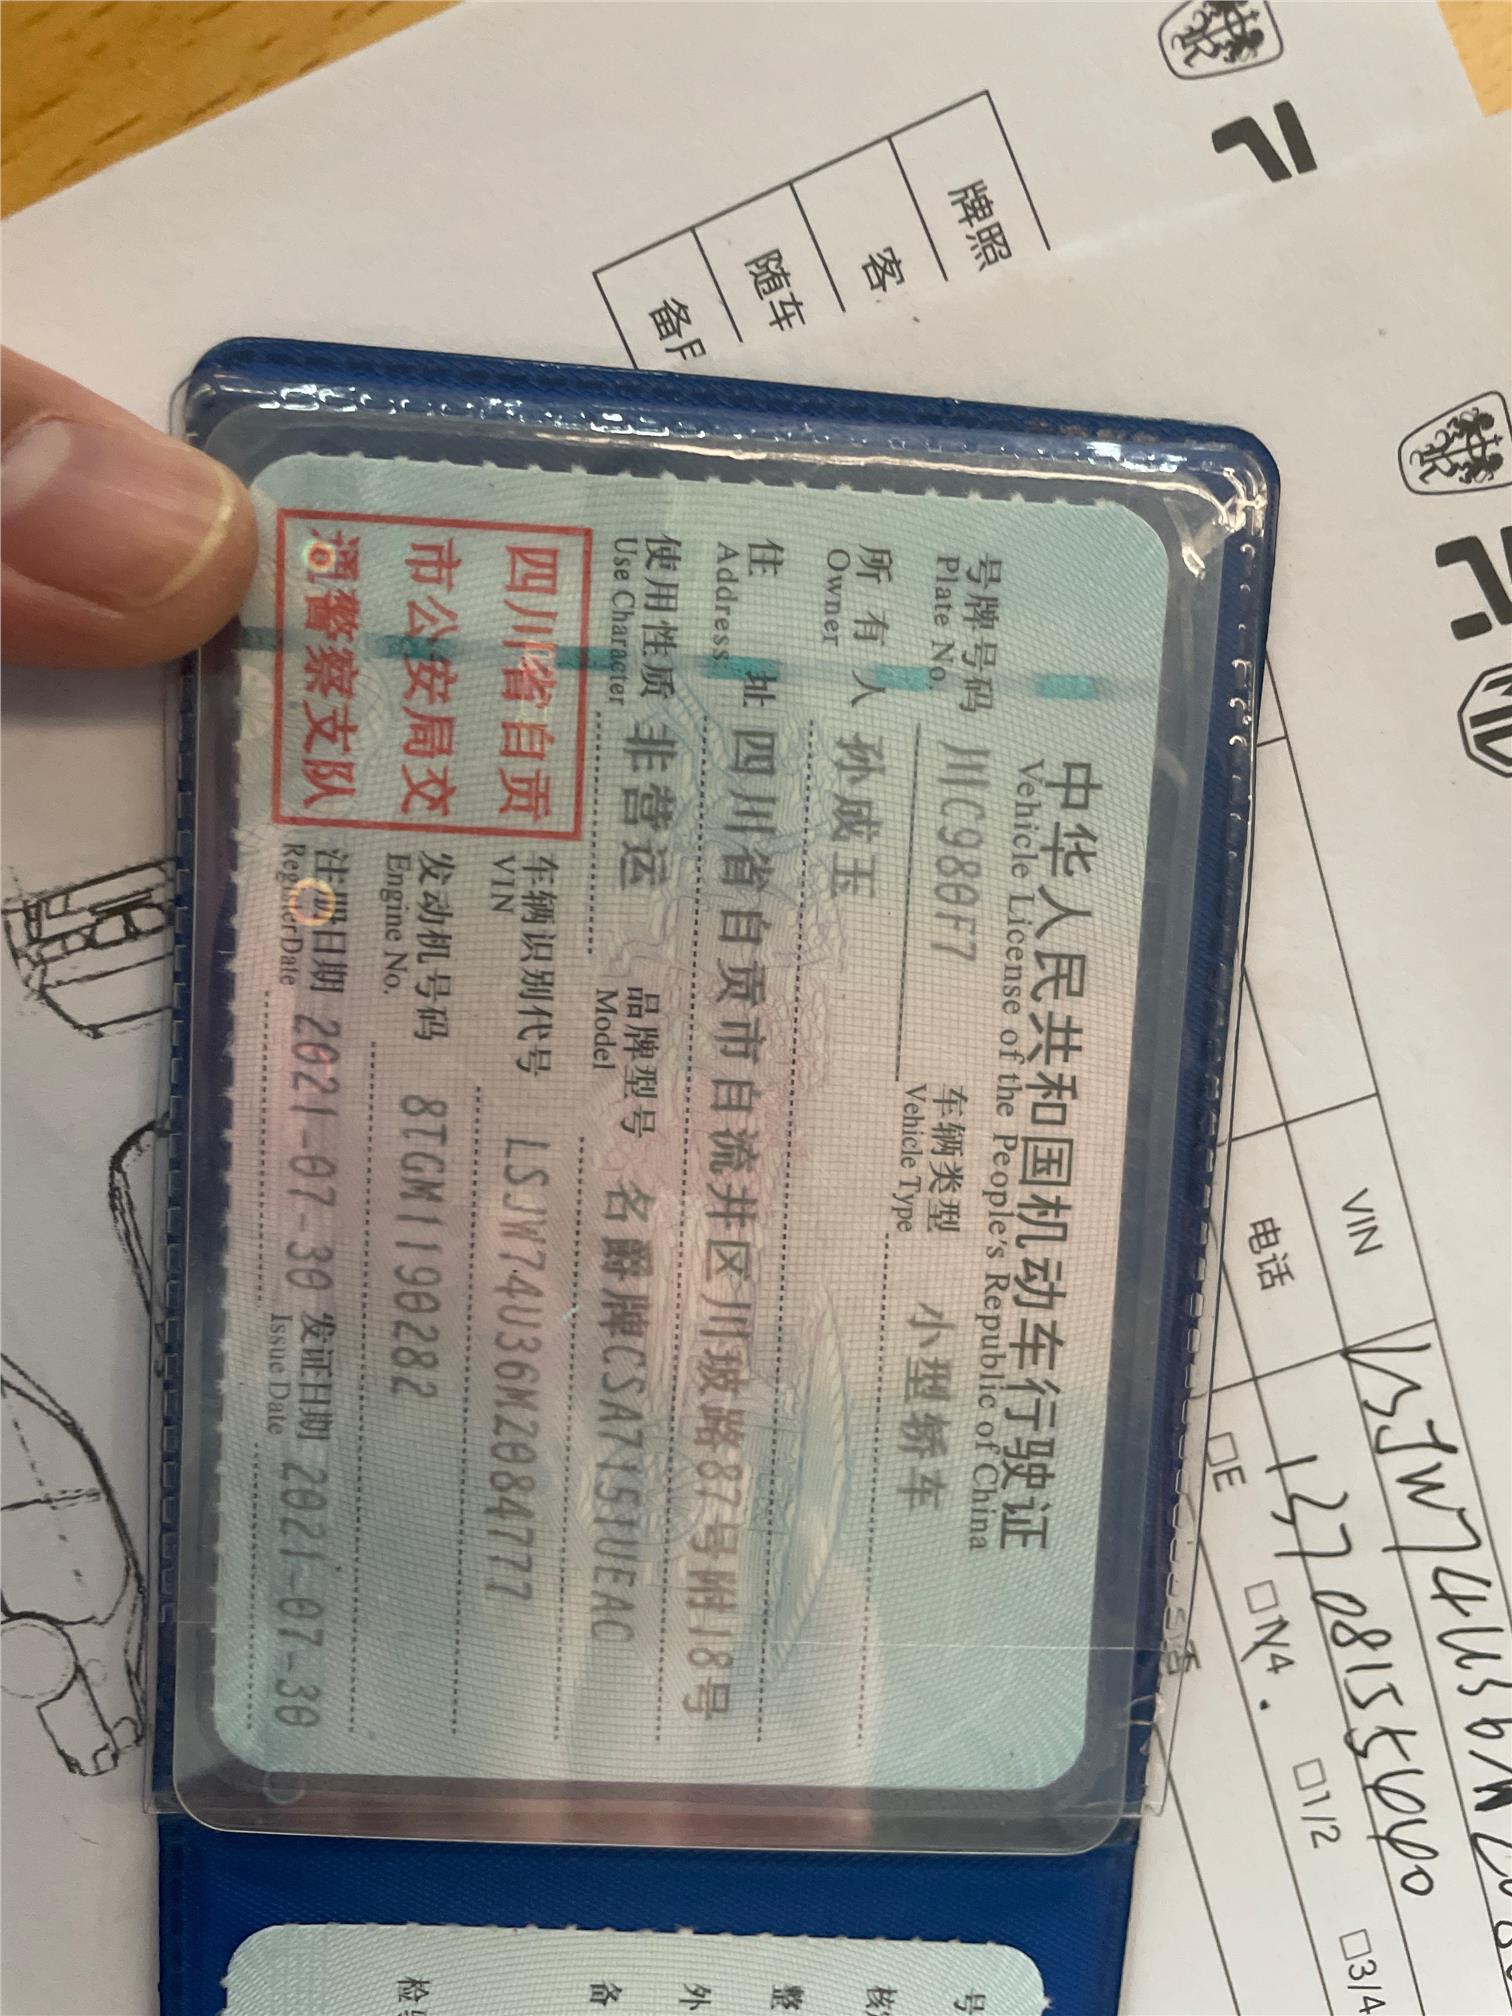 中华人民共和国机动车行驶证
Vehicle License of the People's Republic of China
号牌号码 川C980F7 车辆类型 小型轿车
Plate No. Vehicle Type
所有人 孙成玉
Owner
住址 四川省自贡市自流井区川玻路87号附18号
Address
使用性质 非营运 品牌型号 名爵牌CSA7151UEAC
Use Character Model
四川省自贡
市公安局交
通警察支队
车辆识别代号 LSJW74U36M2084777
VIN
发动机号码 8TGM1190282
Engine No.
注册日期 2021-07-30 发证日期 2021-07-30
Register Date Issue Date
牌照
客
随车
VIN
电话 13708155660
□E
□1/2
□3/4
号
整
外
备